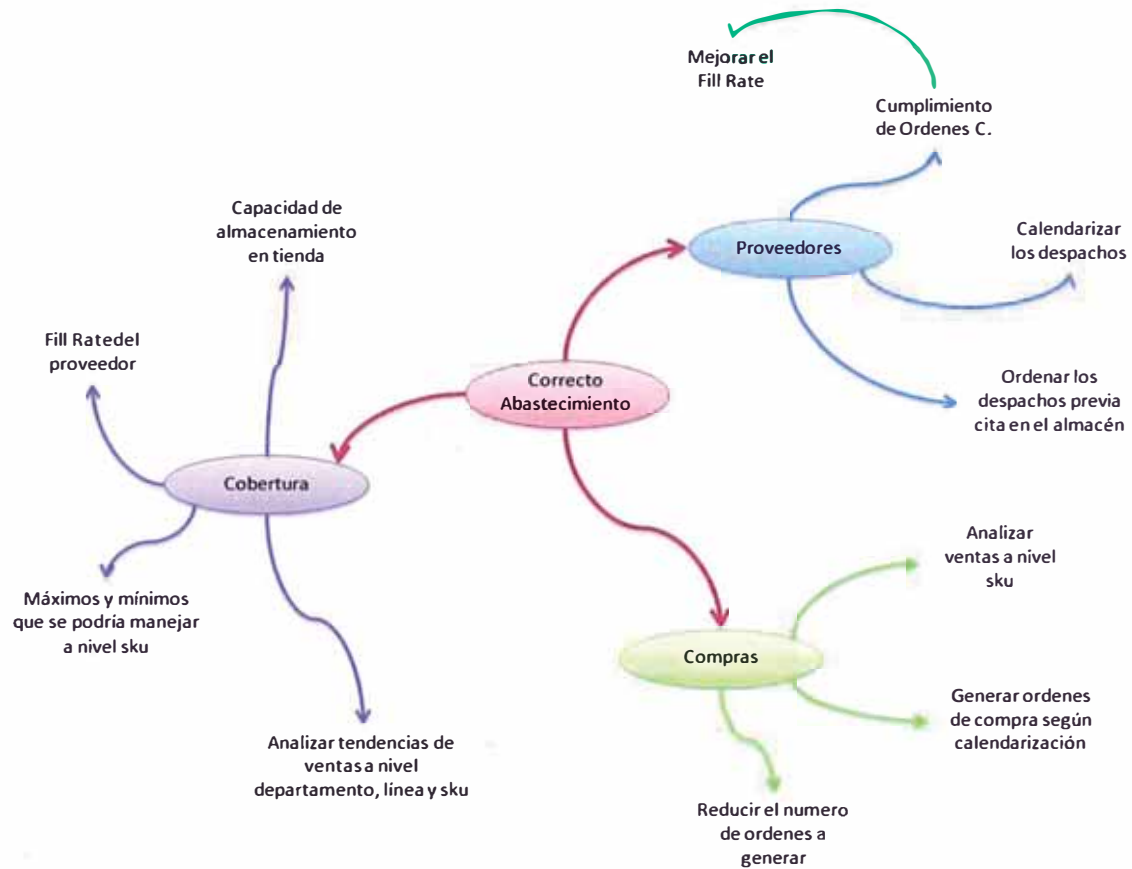 Mejorar el
Fill Rate
Cumplimiento
de Ordenes C.
Proveedores
Calendarizar
los despachos
Ordenar los
despachos previa
cita en el almacén
Correcto
Abastecimiento
Capacidad de
almacenamiento
en tienda
Fill Ratedel
proveedor
Cobertura
Máximos y mínimos
que se podría manejar
a nivel sku
Analizar tendencias de
ventas a nivel
departamento, línea y sku
Analizar
ventas a nivel
sku
Compras
Generar ordenes
de compra según
calendarización
Reducir el numero
de ordenes a
generar